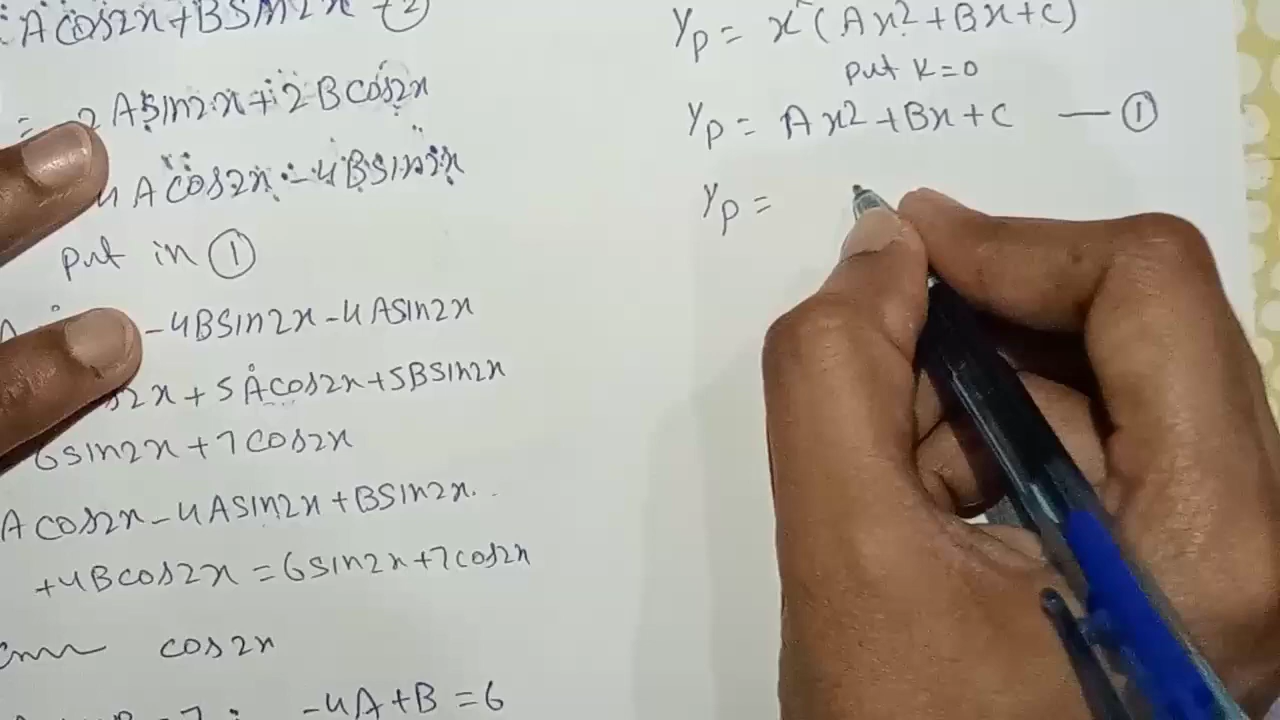 A cos2x + B sin2x - ②
= 2A sin2x + 2B cos2x
4A cos2x - 4B sin2x
put in ①
- 4B sin2x - 4A sin2x
s2x + 5A cos2x + 5B sin2x
6 sin2x + 7 cos2x
A cos2x - 4A sin2x + B sin2x
+ 4B cos2x = 6 sin2x + 7 cos2x
cos2x
-4A + B = 6
Yp = x (Ax² + Bx + C)
put K = 0
Yp = Ax² + Bx + C — ①
Yp =